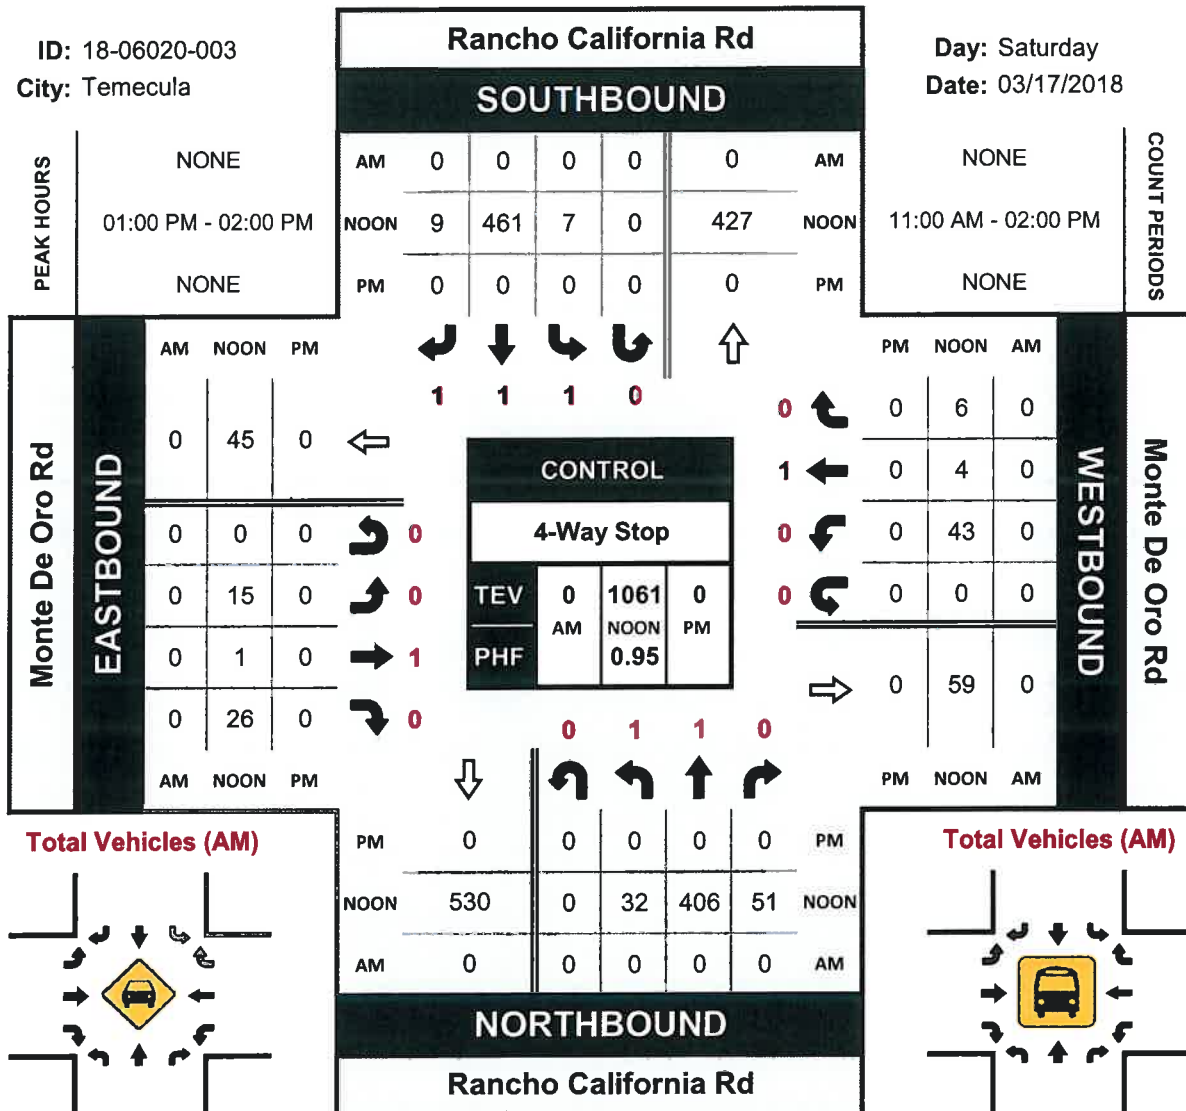 Rancho California Rd
ID: 18-06020-003
City: Temecula
Day: Saturday
Date: 03/17/2018
SOUTHBOUND
PEAK HOURS
NONE
01:00 PM - 02:00 PM
NONE
AM 0 0 0 0 0 AM
NOON 9 461 7 0 427 NOON
PM 0 0 0 0 0 PM
NONE
11:00 AM - 02:00 PM
NONE
COUNT PERIODS
1 1 1 0
Monte De Oro Rd
EASTBOUND
AM NOON PM
0 45 0
0 0 0 0
0 15 0 0
0 1 0 1
0 26 0 0
AM NOON PM
CONTROL
4-Way Stop
TEV 0 1061 0
AM NOON PM
PHF 0.95
PM NOON AM
0 0 6 0
1 0 4 0
0 0 43 0
0 0 0 0
0 59 0
PM NOON AM
WESTBOUND
Monte De Oro Rd
0 1 1 0
PM 0 0 0 0 0 PM
NOON 530 0 32 406 51 NOON
AM 0 0 0 0 0 AM
NORTHBOUND
Rancho California Rd
Total Vehicles (AM)
Total Vehicles (AM)